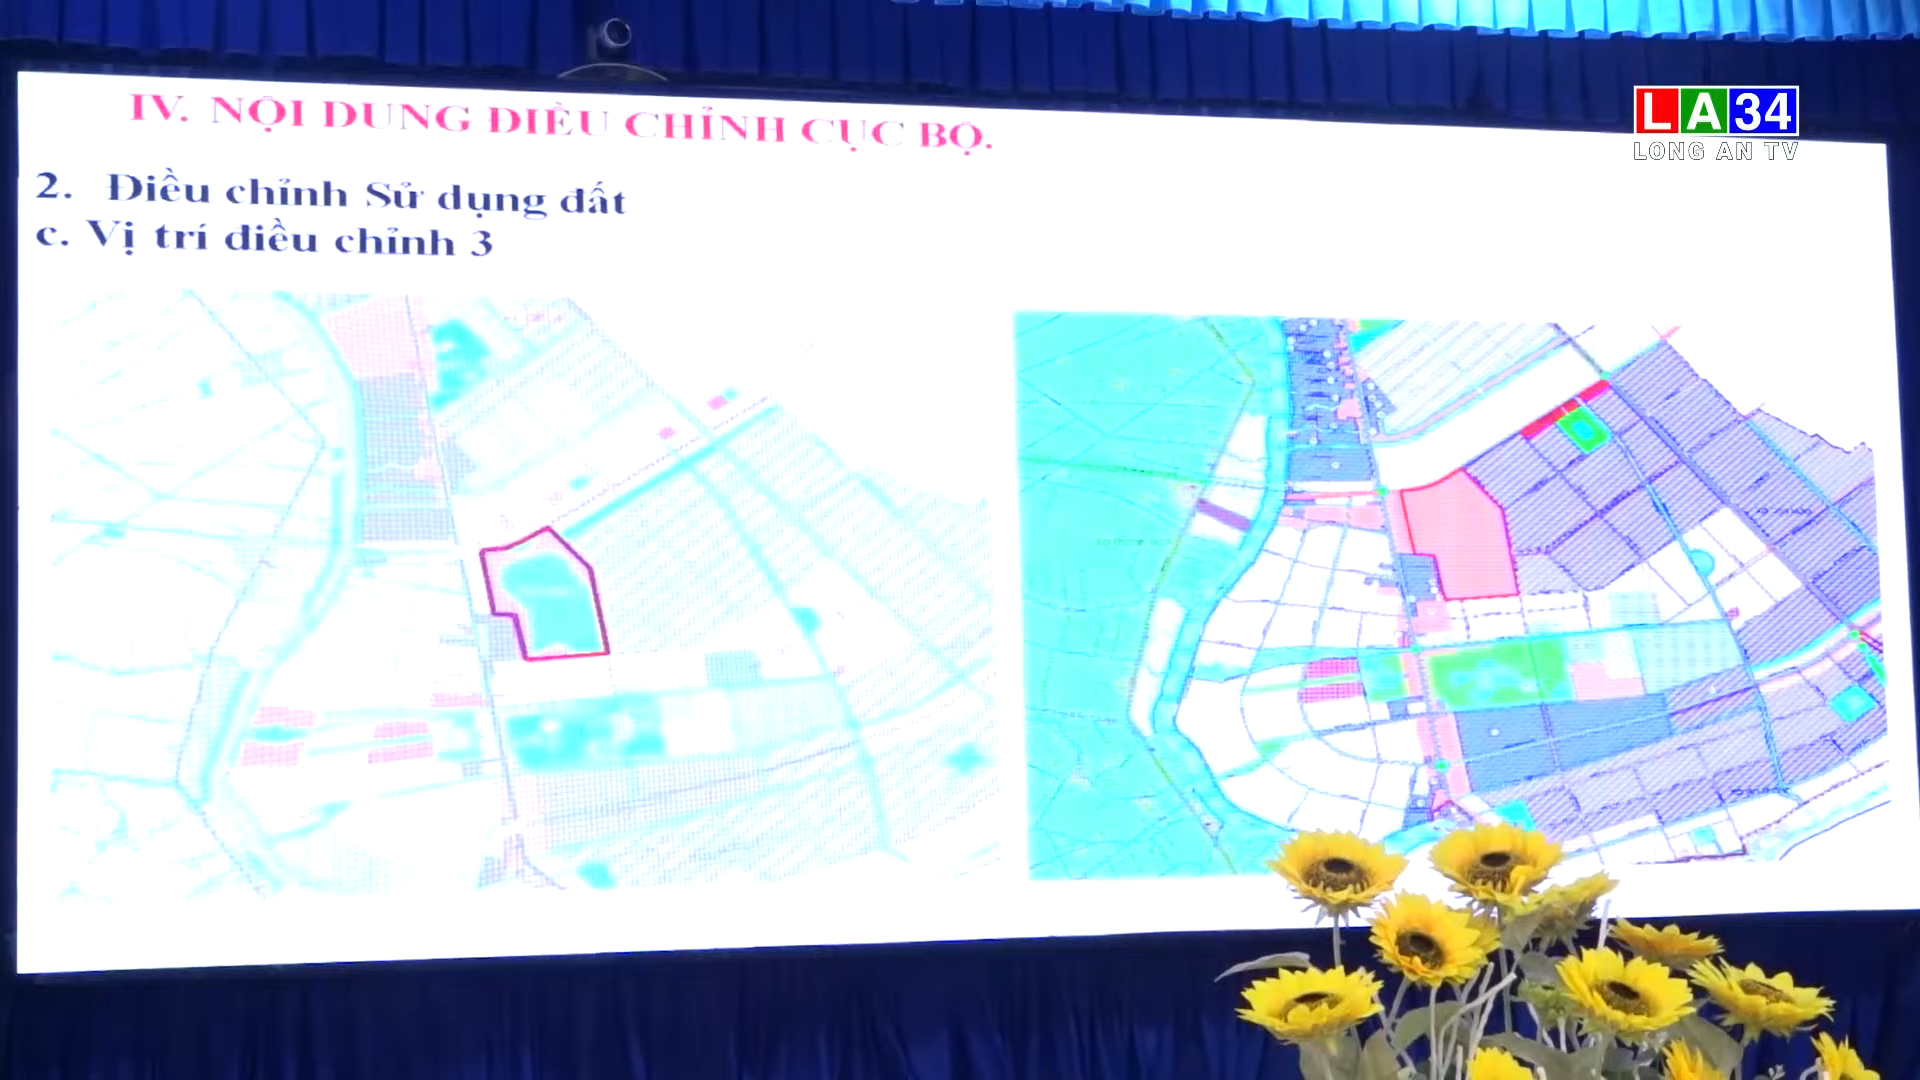 IV. NỘI DUNG ĐIỀU CHỈNH CỤC BỘ.
LA34
LONG AN TV
2. Điều chỉnh Sử dụng đất
c. Vị trí điều chỉnh 3